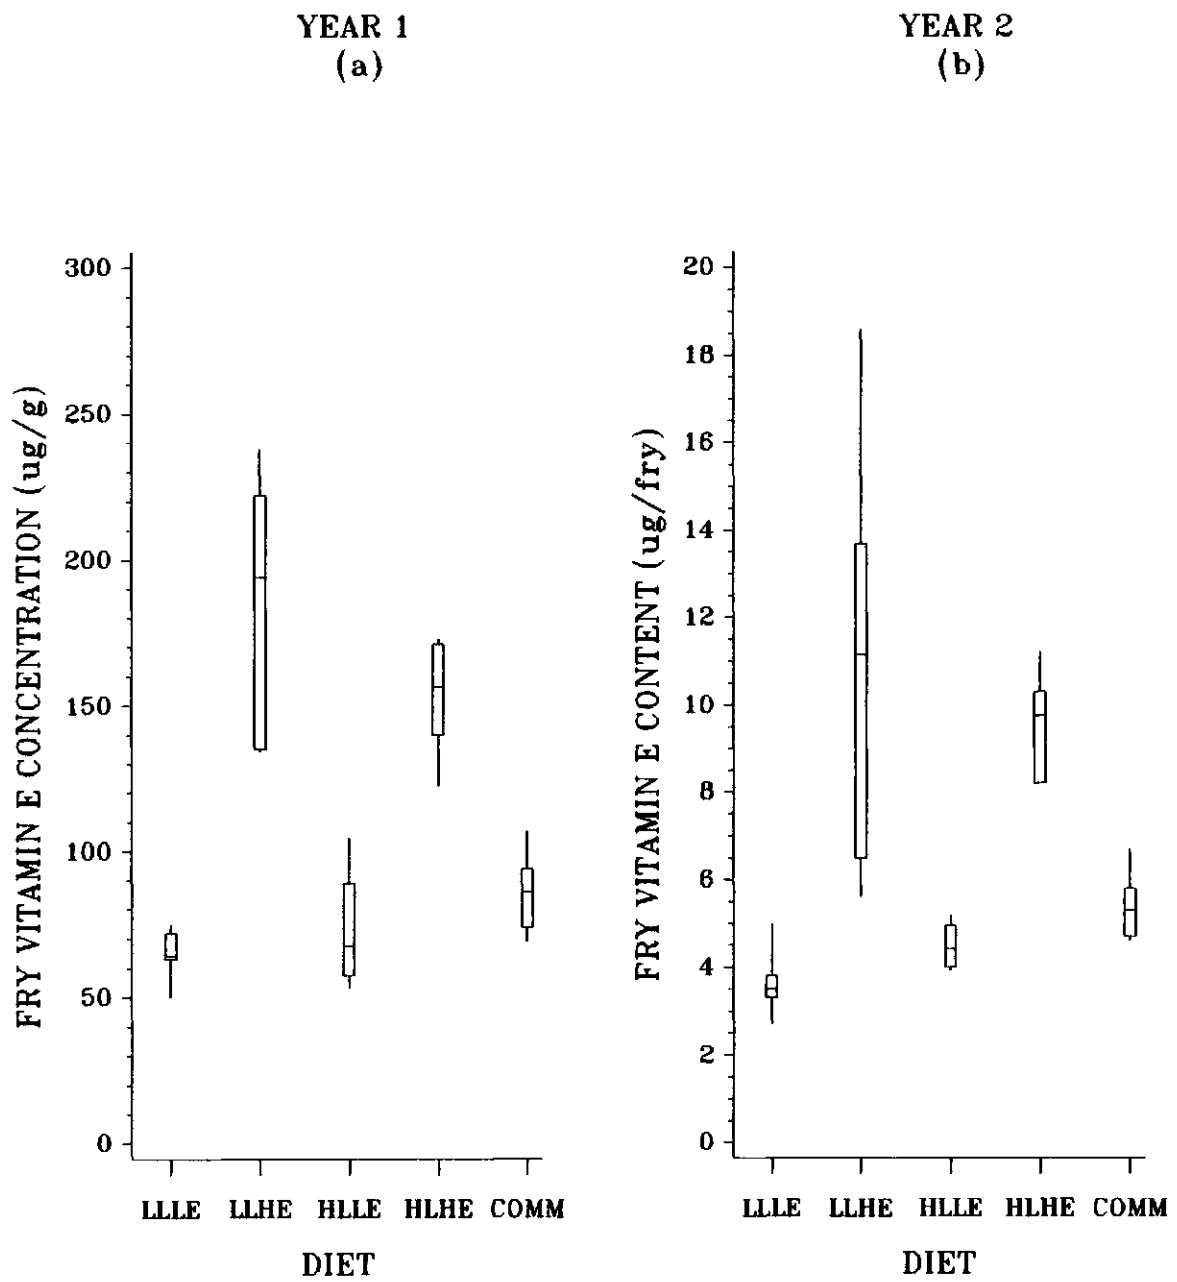 YEAR 1
(a)
FRY VITAMIN E CONCENTRATION (ug/g)
300
250
200
150
100
50
0
LLLE LLHE HLLE HLHE COMM
DIET
YEAR 2
(b)
FRY VITAMIN E CONTENT (ug/fry)
20
18
16
14
12
10
8
6
4
2
0
LLLE LLHE HLLE HLHE COMM
DIET